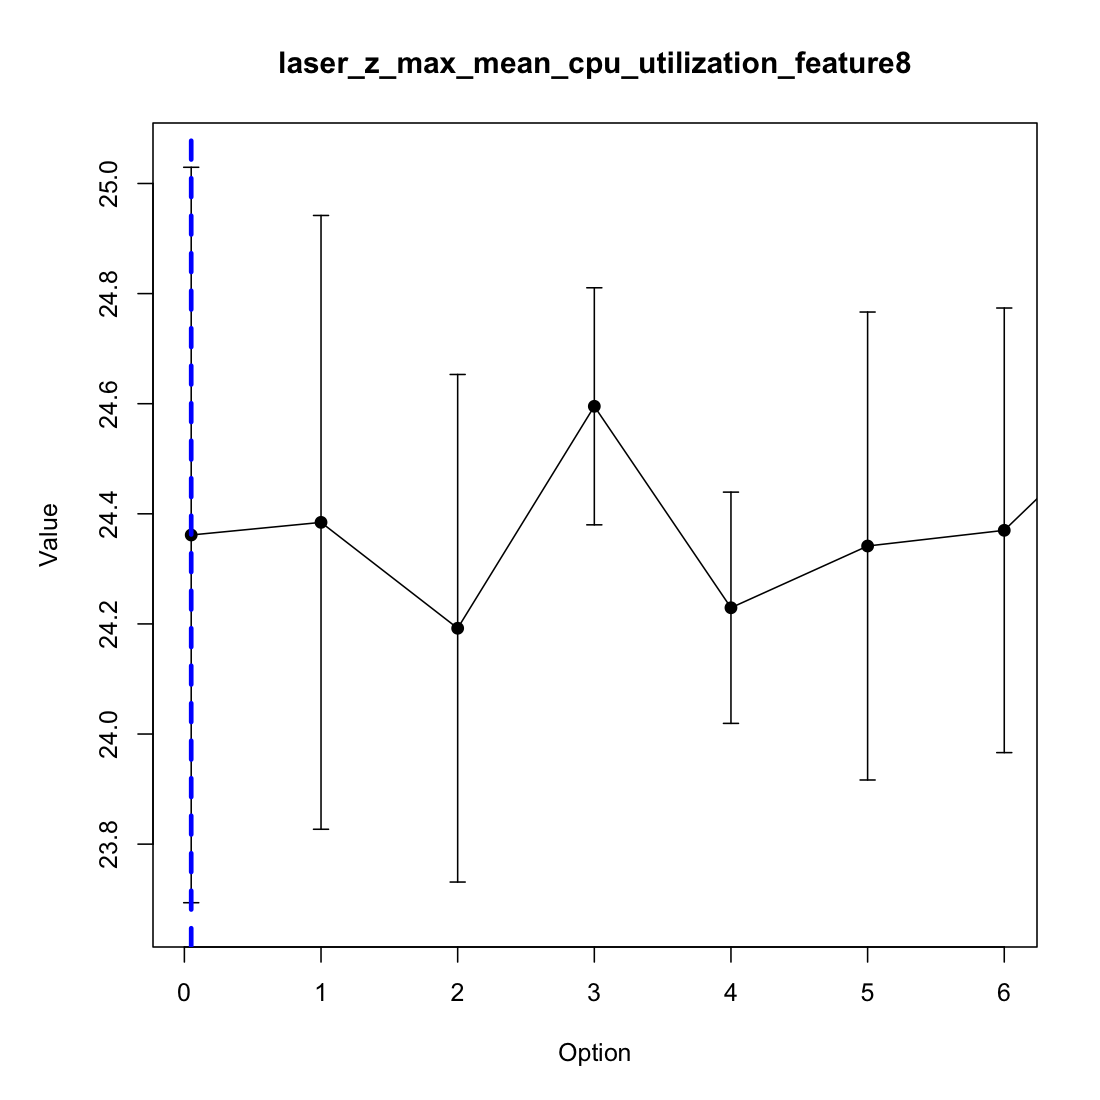 laser_z_max_mean_cpu_utilization_feature8
25.0
24.8
24.6
24.4
24.2
24.0
23.8
Value
0 1 2 3 4 5 6
Option